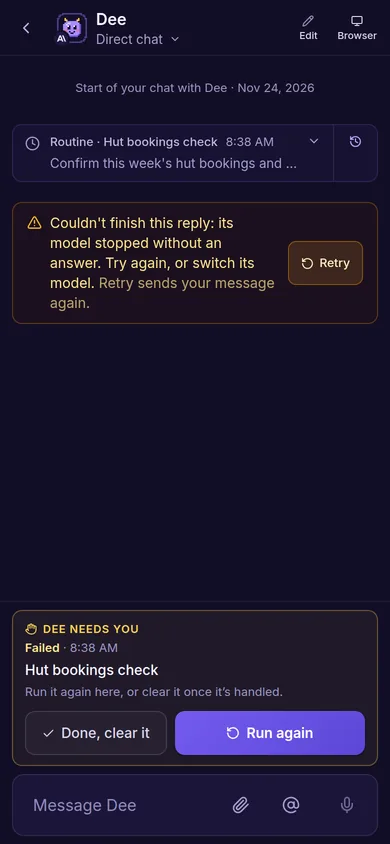 Dee
Direct chat
Edit
Browser
A\
Start of your chat with Dee · Nov 24, 2026
Routine · Hut bookings check 8:38 AM
Confirm this week's hut bookings and ...
Couldn't finish this reply: its
model stopped without an
answer. Try again, or switch its
model. Retry sends your message
again.
Retry
DEE NEEDS YOU
Failed · 8:38 AM
Hut bookings check
Run it again here, or clear it once it's handled.
Done, clear it
Run again
Message Dee